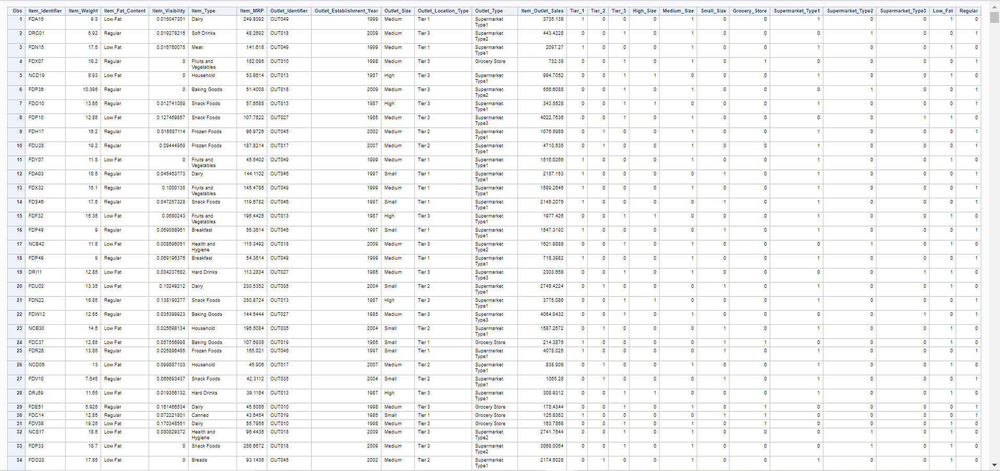 Obs Item_Identifier Item_Weight Item_Fat_Content Item_Visibility Item_Type Item_MRP Outlet_Identifier Outlet_Establishment_Year Outlet_Size Outlet_Location_Type Outlet_Type Item_Outlet_Sales Tier_1 Tier_2 Tier_3 High_Size Medium_Size Small_Size Grocery_Store Supermarket_Type1 Supermarket_Type2 Supermarket_Type3 Low_Fat Regular
1 FDA15 9.3 Low Fat 0.016047301 Dairy 249.8092 OUT049 1999 Medium Tier 1 Supermarket Type1 3735.138 1 0 0 0 1 0 0 1 0 0 1 0
2 DRC01 5.92 Regular 0.019278216 Soft Drinks 48.2692 OUT018 2009 Medium Tier 3 Supermarket Type2 443.4228 0 0 1 0 1 0 0 0 1 0 0 1
3 FDN15 17.5 Low Fat 0.016760075 Meat 141.618 OUT049 1999 Medium Tier 1 Supermarket Type1 2097.27 1 0 0 0 1 0 0 1 0 0 1 0
4 FDX07 19.2 Regular 0 Fruits and Vegetables 182.095 OUT010 1998 Medium Tier 3 Grocery Store 732.38 0 0 1 0 1 0 1 0 0 0 0 1
5 NCD19 8.93 Low Fat 0 Household 53.8614 OUT013 1987 High Tier 3 Supermarket Type1 994.7052 0 0 1 1 0 0 0 1 0 0 1 0
6 FDP36 10.395 Regular 0 Baking Goods 51.4008 OUT018 2009 Medium Tier 3 Supermarket Type2 556.6088 0 0 1 0 1 0 0 0 1 0 0 1
7 FDO10 13.65 Regular 0.012741089 Snack Foods 57.6588 OUT013 1987 High Tier 3 Supermarket Type1 343.5528 0 0 1 1 0 0 0 1 0 0 0 1
8 FDP10 12.85 Low Fat 0.127469857 Snack Foods 107.7622 OUT027 1985 Medium Tier 3 Supermarket Type3 4022.7636 0 0 1 0 1 0 0 0 0 1 1 0
9 FDH17 16.2 Regular 0.016687114 Frozen Foods 96.9726 OUT045 2002 Medium Tier 2 Supermarket Type1 1076.5986 0 1 0 0 1 0 0 1 0 0 0 1
10 FDU28 19.2 Regular 0.09444959 Frozen Foods 187.8214 OUT017 2007 Medium Tier 2 Supermarket Type1 4710.535 0 1 0 0 1 0 0 1 0 0 0 1
11 FDY07 11.8 Low Fat 0 Fruits and Vegetables 45.5402 OUT049 1999 Medium Tier 1 Supermarket Type1 1516.0266 1 0 0 0 1 0 0 1 0 0 1 0
12 FDA03 18.5 Regular 0.045463773 Dairy 144.1102 OUT046 1997 Small Tier 1 Supermarket Type1 2187.153 1 0 0 0 0 1 0 1 0 0 0 1
13 FDX32 15.1 Regular 0.1000135 Fruits and Vegetables 145.4786 OUT049 1999 Medium Tier 1 Supermarket Type1 1589.2646 1 0 0 0 1 0 0 1 0 0 0 1
14 FDS46 17.6 Regular 0.047257328 Snack Foods 119.6782 OUT046 1997 Small Tier 1 Supermarket Type1 2145.2076 1 0 0 0 0 1 0 1 0 0 0 1
15 FDF32 16.35 Low Fat 0.0680243 Fruits and Vegetables 196.4426 OUT013 1987 High Tier 3 Supermarket Type1 1977.426 0 0 1 1 0 0 0 1 0 0 1 0
16 FDP49 9 Regular 0.069088961 Breakfast 56.3614 OUT046 1997 Small Tier 1 Supermarket Type1 1547.3192 1 0 0 0 0 1 0 1 0 0 0 1
17 NCB42 11.8 Low Fat 0.008596051 Health and Hygiene 115.3492 OUT018 2009 Medium Tier 3 Supermarket Type2 1621.8888 0 0 1 0 1 0 0 0 1 0 1 0
18 FDP49 9 Regular 0.069196376 Breakfast 54.3614 OUT049 1999 Medium Tier 1 Supermarket Type1 718.3982 1 0 0 0 1 0 0 1 0 0 0 1
19 DRI11 12.85 Low Fat 0.034237682 Hard Drinks 113.2834 OUT027 1985 Medium Tier 3 Supermarket Type3 2303.668 0 0 1 0 1 0 0 0 0 1 1 0
20 FDU02 13.35 Low Fat 0.10249212 Dairy 230.5352 OUT035 2004 Small Tier 2 Supermarket Type1 2748.4224 0 1 0 0 0 1 0 1 0 0 1 0
21 FDN22 18.85 Regular 0.138190277 Snack Foods 250.8724 OUT013 1987 High Tier 3 Supermarket Type1 3775.086 0 0 1 1 0 0 0 1 0 0 0 1
22 FDW12 12.85 Regular 0.035399923 Baking Goods 144.5444 OUT027 1985 Medium Tier 3 Supermarket Type3 4064.0432 0 0 1 0 1 0 0 0 0 1 0 1
23 NCB30 14.6 Low Fat 0.025698134 Household 196.5084 OUT035 2004 Small Tier 2 Supermarket Type1 1587.2672 0 1 0 0 0 1 0 1 0 0 1 0
24 FDC37 12.85 Low Fat 0.057556998 Baking Goods 107.6938 OUT019 1985 Small Tier 1 Grocery Store 214.3876 1 0 0 0 0 1 1 0 0 0 1 0
25 FDR28 13.85 Regular 0.025896485 Frozen Foods 165.021 OUT046 1997 Small Tier 1 Supermarket Type1 4078.025 1 0 0 0 0 1 0 1 0 0 0 1
26 NCD06 13 Low Fat 0.099887103 Household 45.906 OUT017 2007 Medium Tier 2 Supermarket Type1 838.908 0 1 0 0 1 0 0 1 0 0 1 0
27 FDV10 7.645 Regular 0.066693437 Snack Foods 42.3112 OUT035 2004 Small Tier 2 Supermarket Type1 1065.28 0 1 0 0 0 1 0 1 0 0 0 1
28 DRJ59 11.65 Low Fat 0.019356132 Hard Drinks 39.1164 OUT013 1987 High Tier 3 Supermarket Type1 308.9312 0 0 1 1 0 0 0 1 0 0 1 0
29 FDE51 5.925 Regular 0.161466534 Dairy 45.5086 OUT010 1998 Medium Tier 3 Grocery Store 178.4344 0 0 1 0 1 0 1 0 0 0 0 1
30 FDC14 12.85 Regular 0.072221801 Canned 43.6454 OUT019 1985 Small Tier 1 Grocery Store 125.8362 1 0 0 0 0 1 1 0 0 0 0 1
31 FDV38 19.25 Low Fat 0.170348551 Dairy 55.7956 OUT010 1998 Medium Tier 3 Grocery Store 163.7868 0 0 1 0 1 0 1 0 0 0 1 0
32 NCS17 18.6 Low Fat 0.080829372 Health and Hygiene 96.4436 OUT018 2009 Medium Tier 3 Supermarket Type2 2741.7644 0 0 1 0 1 0 0 0 1 0 1 0
33 FDP33 18.7 Low Fat 0 Snack Foods 256.6672 OUT018 2009 Medium Tier 3 Supermarket Type2 3068.0064 0 0 1 0 1 0 0 0 1 0 1 0
34 FDO23 17.85 Low Fat 0 Breads 93.1436 OUT045 2002 Medium Tier 2 Supermarket Type1 2174.5028 0 1 0 0 1 0 0 1 0 0 1 0